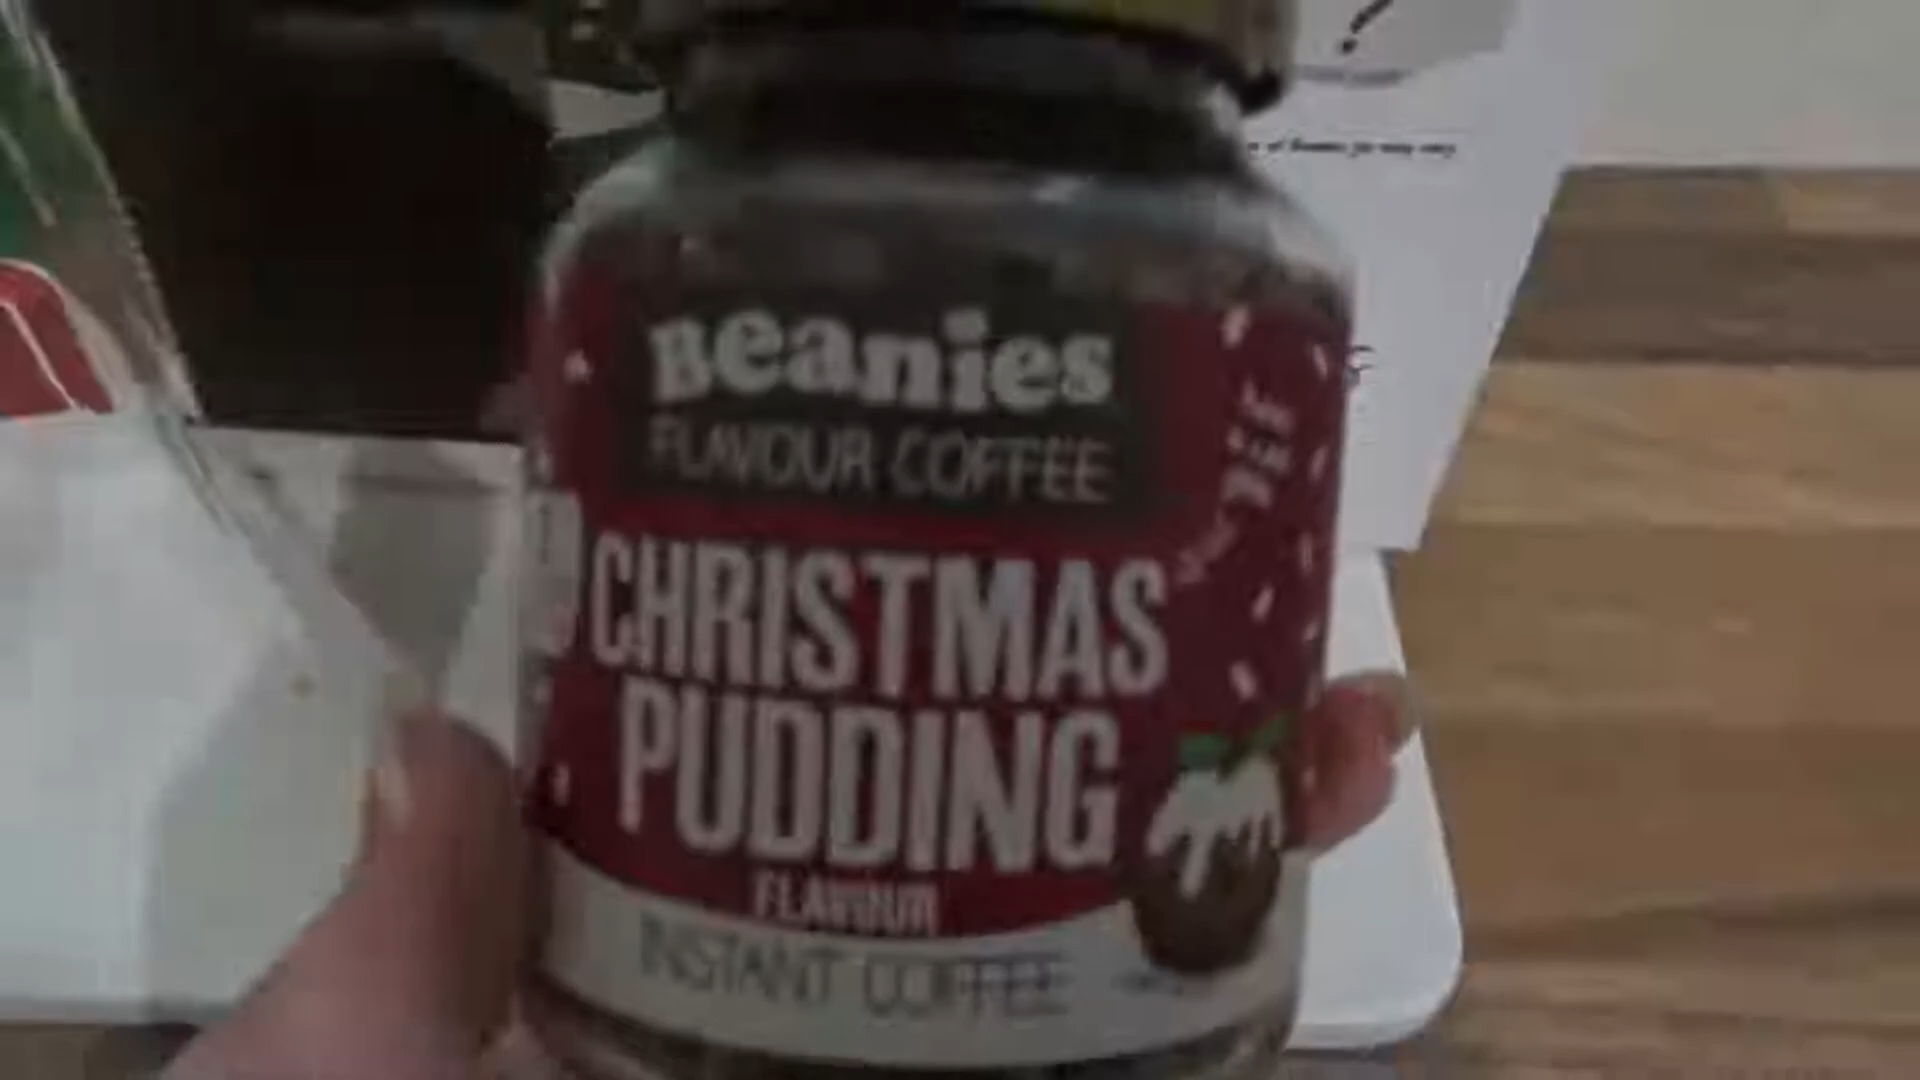 Beanies
FLAVOUR COFFEE
CHRISTMAS
PUDDING
FLAVOUR
INSTANT COFFEE